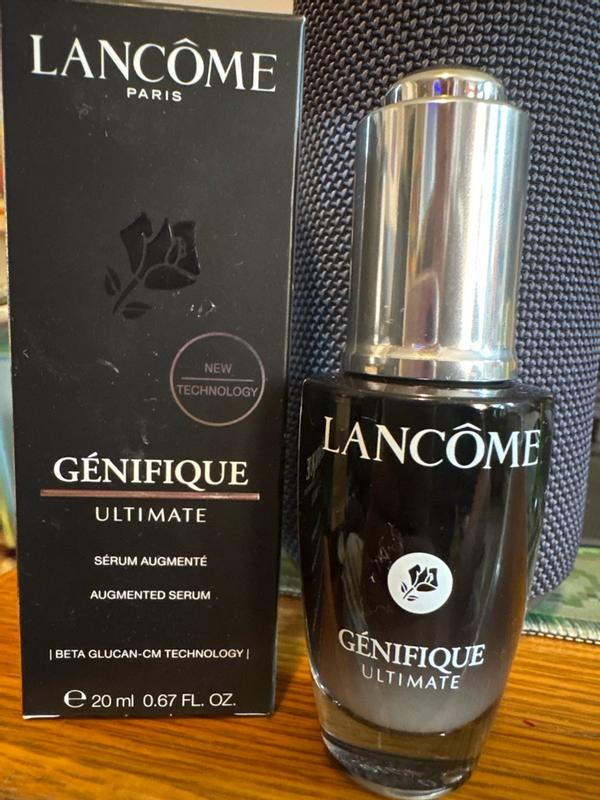 LANCÔME
PARIS
NEW
TECHNOLOGY
GÉNIFIQUE
ULTIMATE
SÉRUM AUGMENTÉ
AUGMENTED SERUM
| BETA GLUCAN-CM TECHNOLOGY |
℮ 20 ml 0.67 FL. OZ.
LANCÔME
GÉNIFIQUE
ULTIMATE